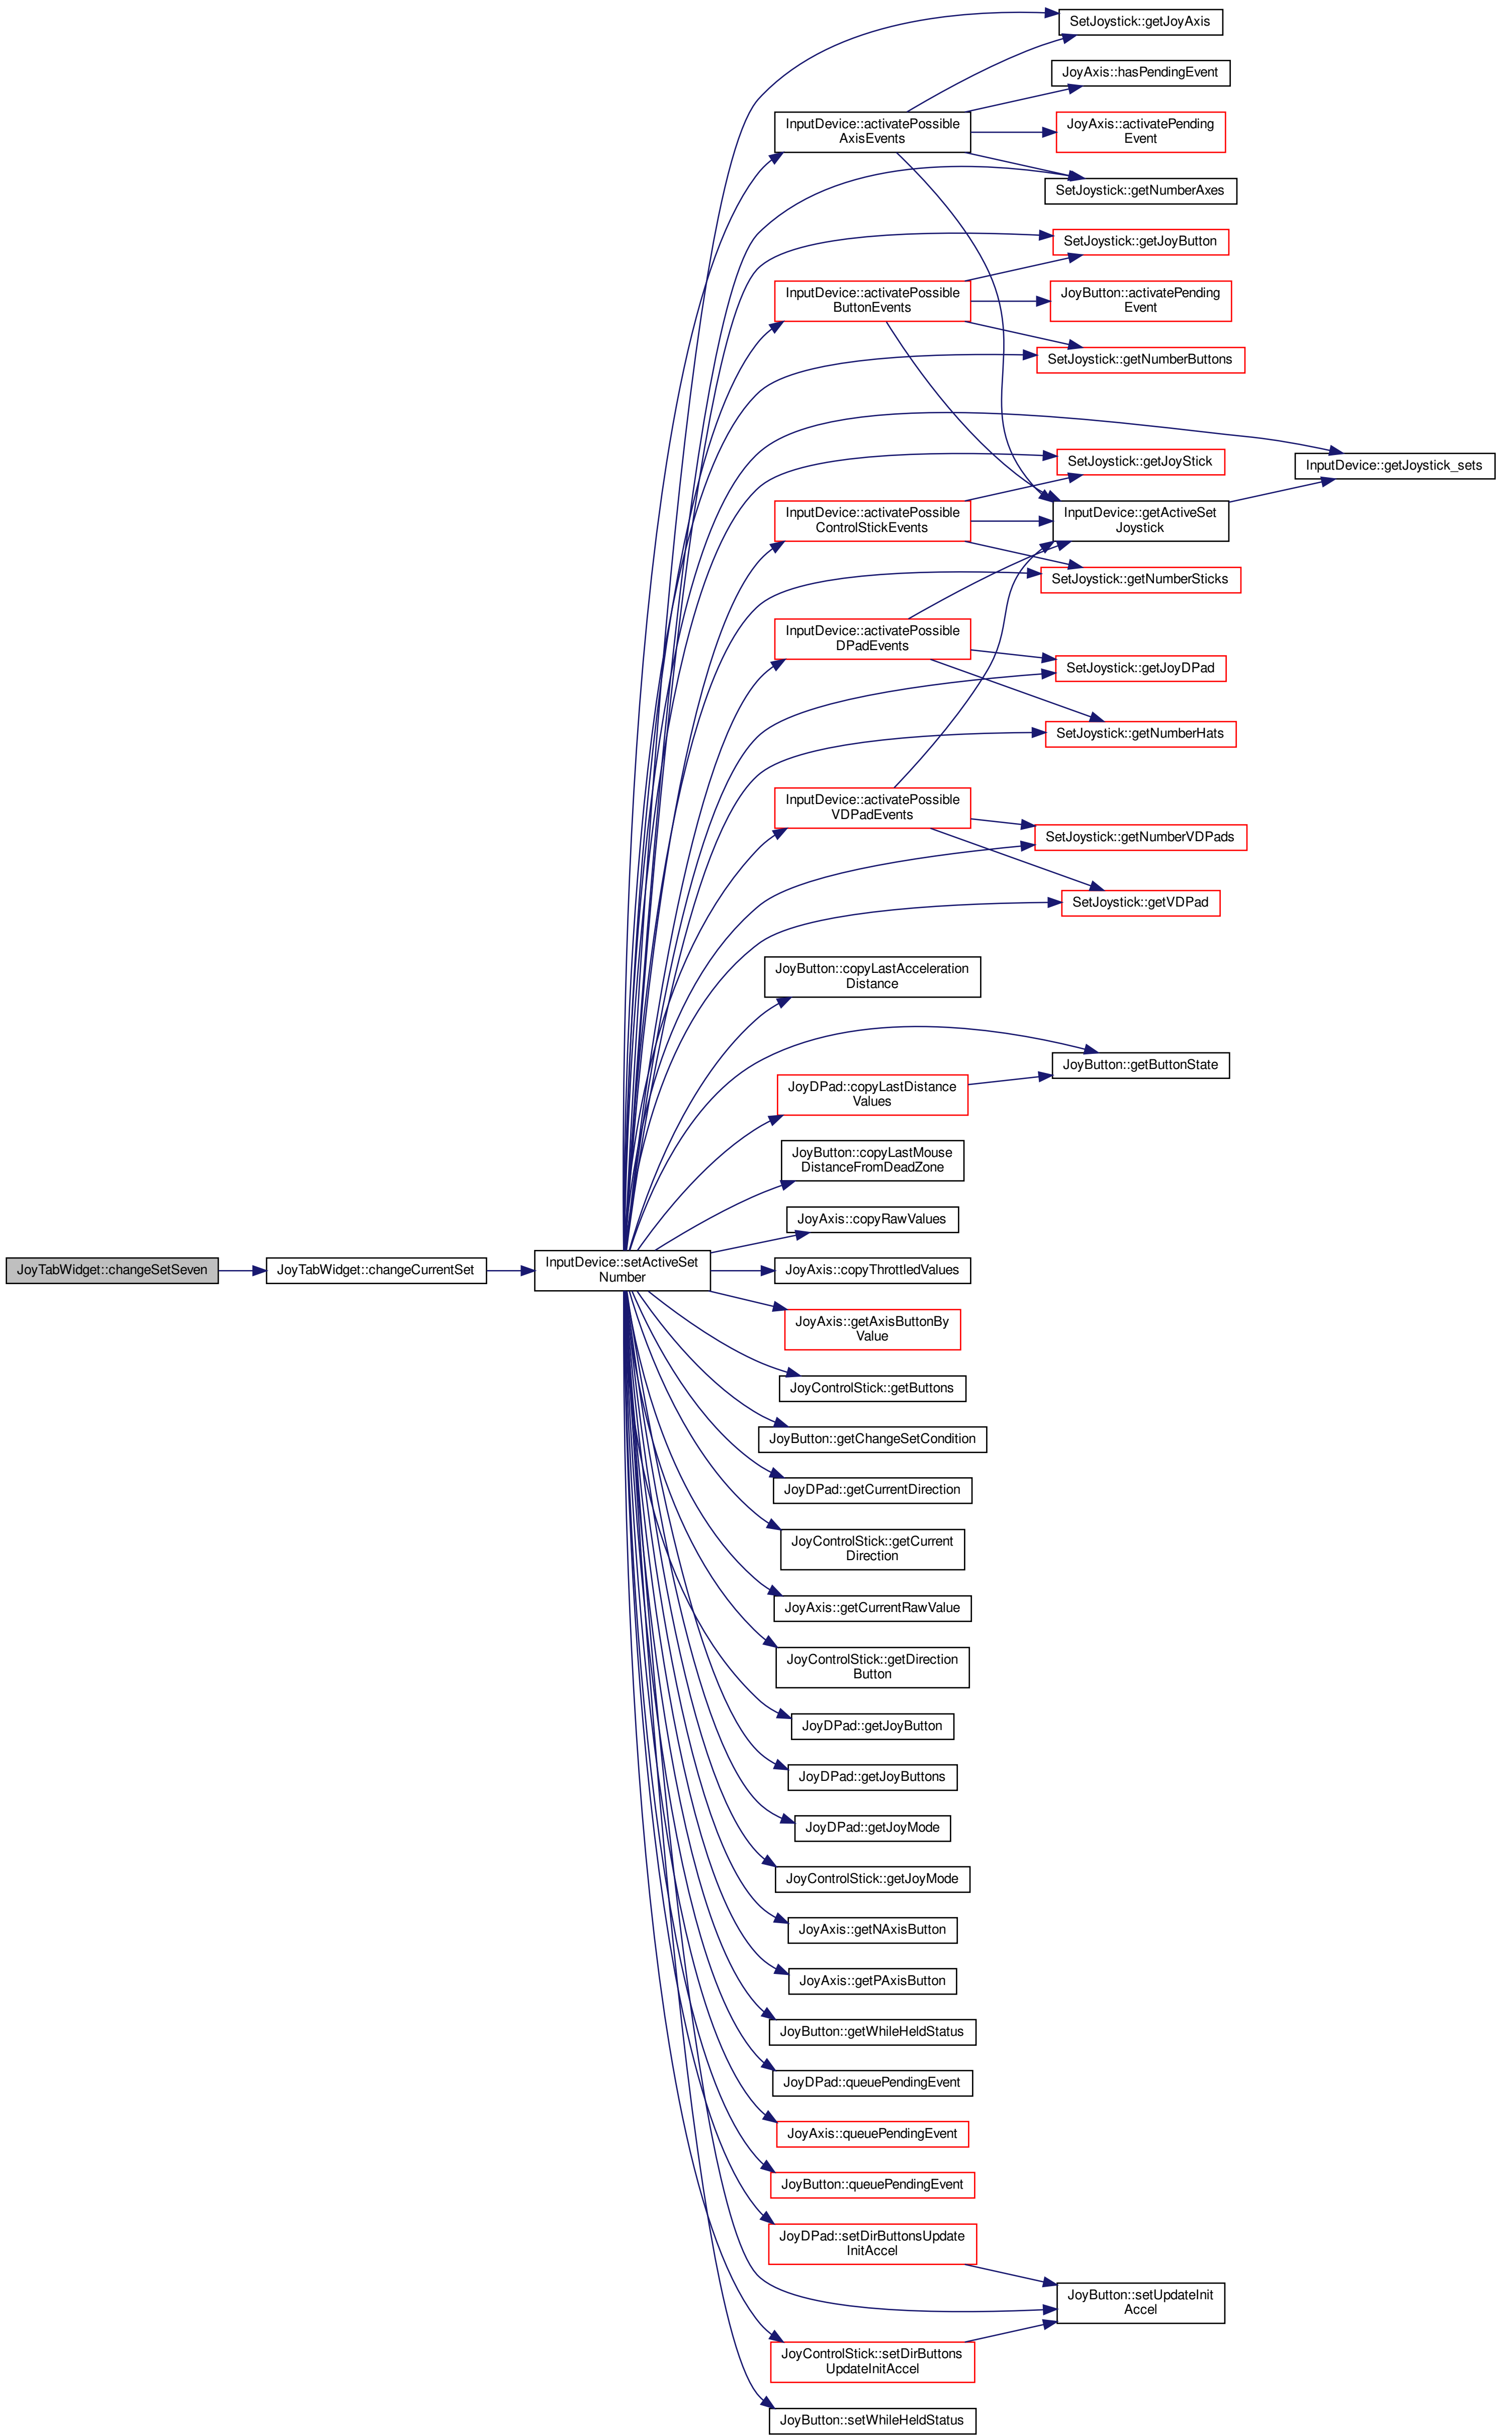 SetJoystick::getJoyAxis
JoyAxis::hasPendingEvent
InputDevice::activatePossible
AxisEvents
JoyAxis::activatePending
Event
SetJoystick::getNumberAxes
SetJoystick::getJoyButton
InputDevice::activatePossible
ButtonEvents
JoyButton::activatePending
Event
SetJoystick::getNumberButtons
SetJoystick::getJoyStick
InputDevice::getJoystick_sets
InputDevice::activatePossible
ControlStickEvents
InputDevice::getActiveSet
Joystick
SetJoystick::getNumberSticks
InputDevice::activatePossible
DPadEvents
SetJoystick::getJoyDPad
SetJoystick::getNumberHats
InputDevice::activatePossible
VDPadEvents
SetJoystick::getNumberVDPads
SetJoystick::getVDPad
JoyButton::copyLastAcceleration
Distance
JoyButton::getButtonState
JoyDPad::copyLastDistance
Values
JoyButton::copyLastMouse
DistanceFromDeadZone
JoyAxis::copyRawValues
JoyTabWidget::changeSetSeven
JoyTabWidget::changeCurrentSet
InputDevice::setActiveSet
Number
JoyAxis::copyThrottledValues
JoyAxis::getAxisButtonBy
Value
JoyControlStick::getButtons
JoyButton::getChangeSetCondition
JoyDPad::getCurrentDirection
JoyControlStick::getCurrent
Direction
JoyAxis::getCurrentRawValue
JoyControlStick::getDirection
Button
JoyDPad::getJoyButton
JoyDPad::getJoyButtons
JoyDPad::getJoyMode
JoyControlStick::getJoyMode
JoyAxis::getNAxisButton
JoyAxis::getPAxisButton
JoyButton::getWhileHeldStatus
JoyDPad::queuePendingEvent
JoyAxis::queuePendingEvent
JoyButton::queuePendingEvent
JoyDPad::setDirButtonsUpdate
InitAccel
JoyButton::setUpdateInit
Accel
JoyControlStick::setDirButtons
UpdateInitAccel
JoyButton::setWhileHeldStatus